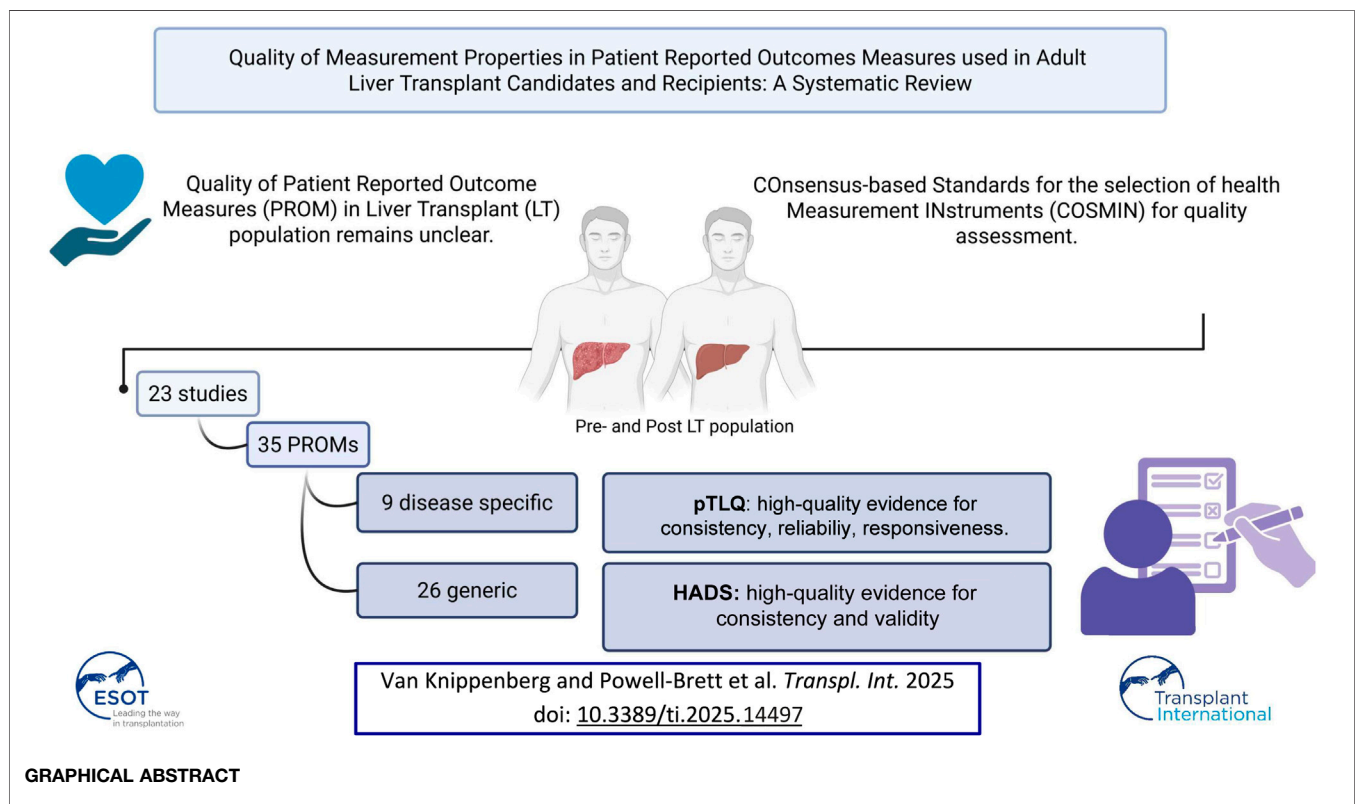 Quality of Measurement Properties in Patient Reported Outcomes Measures used in Adult
Liver Transplant Candidates and Recipients: A Systematic Review
Quality of Patient Reported Outcome
Measures (PROM) in Liver Transplant (LT)
population remains unclear.
COnsensus-based Standards for the selection of health
Measurement INstruments (COSMIN) for quality
assessment.
Pre- and Post LT population
23 studies
35 PROMs
9 disease specific
pTLQ: high-quality evidence for
consistency, reliabiliy, responsiveness.
26 generic
HADS: high-quality evidence for
consistency and validity
ESOT
Leading the way
in transplantation
Van Knippenberg and Powell-Brett et al. Transpl. Int. 2025
doi: 10.3389/ti.2025.14497
Transplant
International
GRAPHICAL ABSTRACT